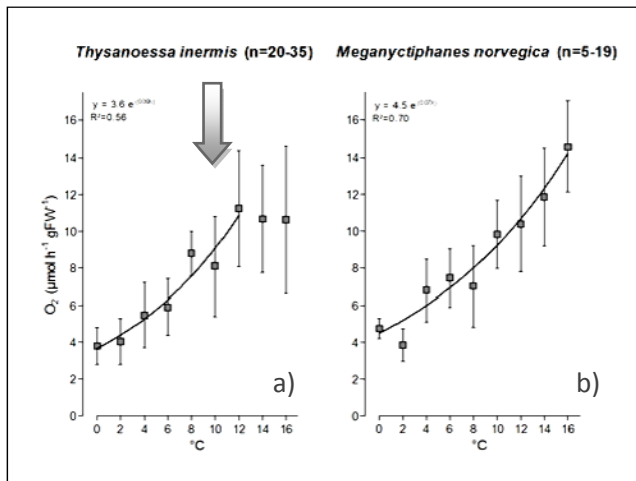 Thysanoessa inermis (n=20-35)
Meganyctiphanes norvegica (n=5-19)
y = 3.6 e
R²=0.56
y = 4.5 e
R²=0.70
O₂ (µmol h⁻¹ gFW⁻¹)
16
14
12
10
8
6
4
2
0
16
14
12
10
8
6
4
2
0
a)
b)
0 2 4 6 8 10 12 14 16
0 2 4 6 8 10 12 14 16
°C
°C